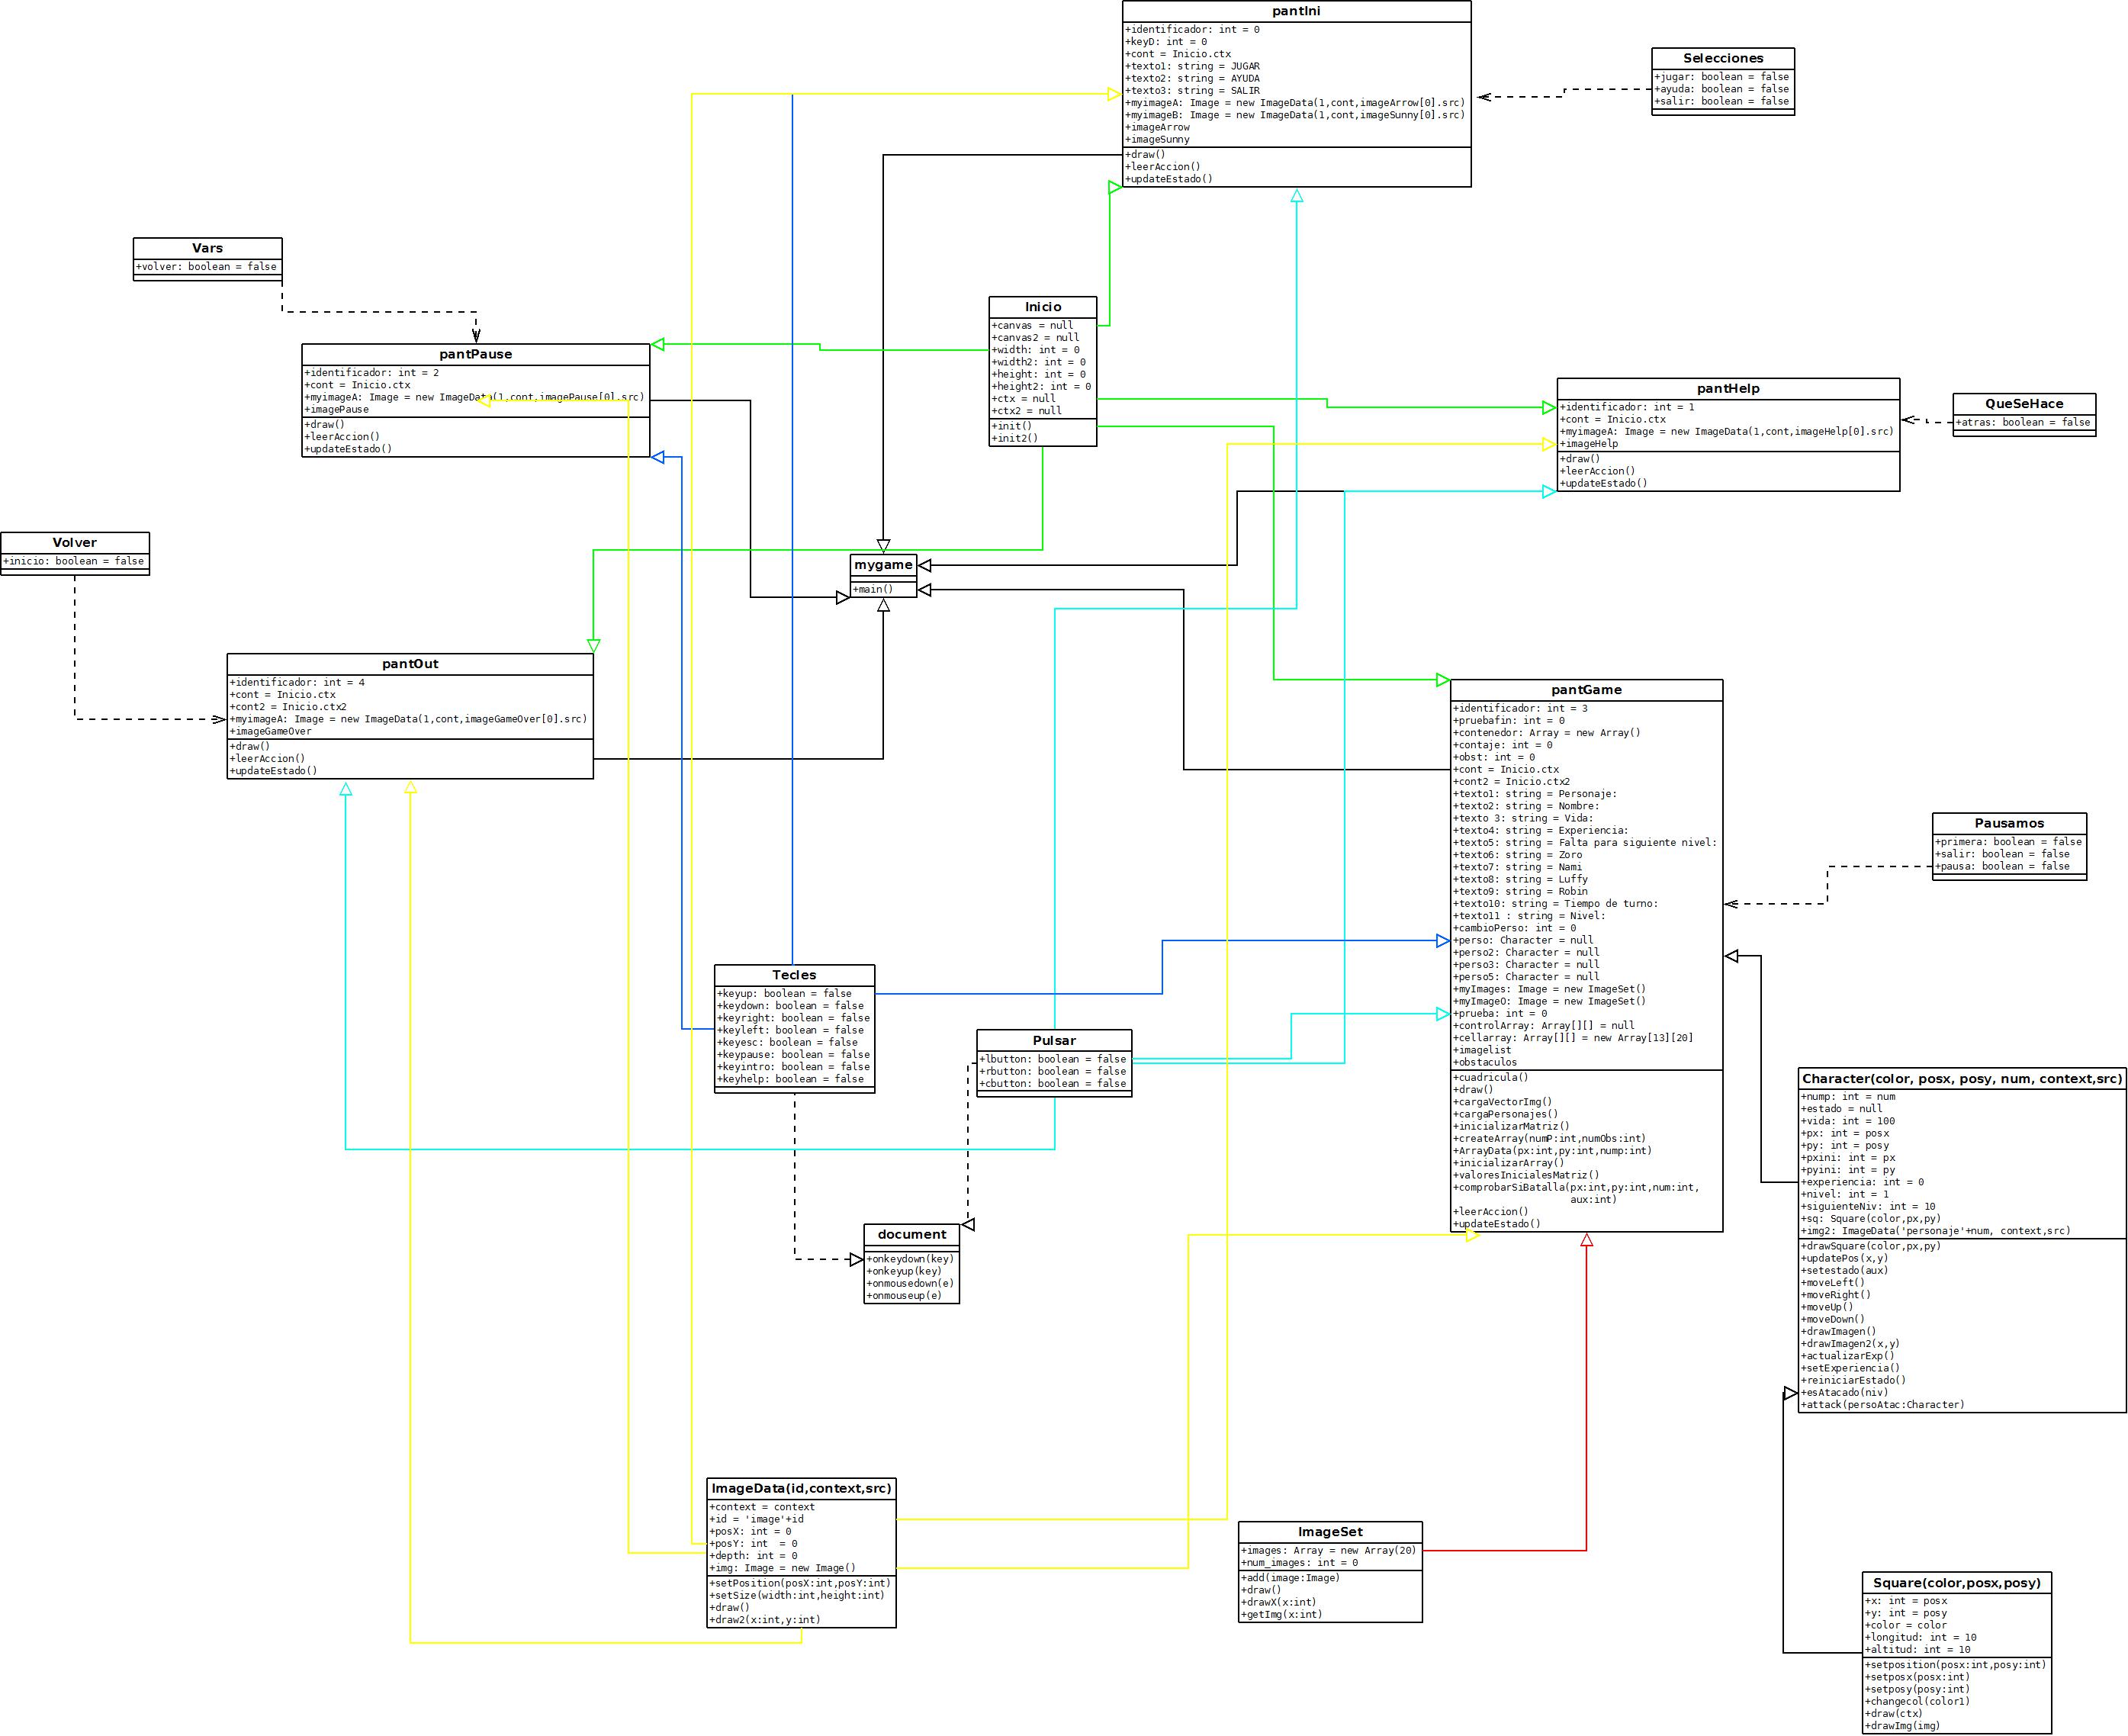 pantIni
+identificador: int = 0
+keyD: int = 0
+cont = Inicio.ctx
+texto1: string = JUGAR
+texto2: string = AYUDA
+texto3: string = SALIR
+myimageA: Image = new ImageData(1,cont,imageArrow[0].src)
+myimageB: Image = new ImageData(1,cont,imageSunny[0].src)
+imageArrow
+imageSunny
+draw()
+leerAccion()
+updateEstado()
Selecciones
+jugar: boolean = false
+ayuda: boolean = false
+salir: boolean = false
Vars
+volver: boolean = false
Inicio
+canvas = null
+canvas2 = null
+width: int = 0
+width2: int = 0
+height: int = 0
+height2: int = 0
+ctx = null
+ctx2 = null
+init()
+init2()
pantPause
+identificador: int = 2
+cont = Inicio.ctx
+myimageA: Image = new ImageData(1,cont,imagePause[0].src)
+imagePause
+draw()
+leerAccion()
+updateEstado()
pantHelp
+identificador: int = 1
+cont = Inicio.ctx
+myimageA: Image = new ImageData(1,cont,imageHelp[0].src)
+imageHelp
+draw()
+leerAccion()
+updateEstado()
QueSeHace
+atras: boolean = false
Volver
+inicio: boolean = false
mygame
+main()
pantOut
+identificador: int = 4
+cont = Inicio.ctx
+cont2 = Inicio.ctx2
+myimageA: Image = new ImageData(1,cont,imageGameOver[0].src)
+imageGameOver
+draw()
+leerAccion()
+updateEstado()
pantGame
+identificador: int = 3
+pruebafin: int = 0
+contenedor: Array = new Array()
+contaje: int = 0
+obst: int = 0
+cont = Inicio.ctx
+cont2 = Inicio.ctx2
+texto1: string = Personaje:
+texto2: string = Nombre:
+texto 3: string = Vida:
+texto4: string = Experiencia:
+texto5: string = Falta para siguiente nivel:
+texto6: string = Zoro
+texto7: string = Nami
+texto8: string = Luffy
+texto9: string = Robin
+texto10: string = Tiempo de turno:
+texto11 : string = Nivel:
+cambioPerso: int = 0
+perso: Character = null
+perso2: Character = null
+perso3: Character = null
+perso5: Character = null
+myImages: Image = new ImageSet()
+myImageO: Image = new ImageSet()
+prueba: int = 0
+controlArray: Array[][] = null
+cellarray: Array[][] = new Array[13][20]
+imagelist
+obstaculos
+cuadricula()
+draw()
+cargaVectorImg()
+cargaPersonajes()
+inicializarMatriz()
+createArray(numP:int,numObs:int)
+ArrayData(px:int,py:int,nump:int)
+inicializarArray()
+valoresInicialesMatriz()
+comprobarSiBatalla(px:int,py:int,num:int,
aux:int)
+leerAccion()
+updateEstado()
Pausamos
+primera: boolean = false
+salir: boolean = false
+pausa: boolean = false
Tecles
+keyup: boolean = false
+keydown: boolean = false
+keyright: boolean = false
+keyleft: boolean = false
+keyesc: boolean = false
+keypause: boolean = false
+keyintro: boolean = false
+keyhelp: boolean = false
Pulsar
+lbutton: boolean = false
+rbutton: boolean = false
+cbutton: boolean = false
document
+onkeydown(key)
+onkeyup(key)
+onmousedown(e)
+onmouseup(e)
Character(color, posx, posy, num, context,src)
+nump: int = num
+estado = null
+vida: int = 100
+px: int = posx
+py: int = posy
+pxini: int = px
+pyini: int = py
+experiencia: int = 0
+nivel: int = 1
+siguienteNiv: int = 10
+sq: Square(color,px,py)
+img2: ImageData('personaje'+num, context,src)
+drawSquare(color,px,py)
+updatePos(x,y)
+setestado(aux)
+moveLeft()
+moveRight()
+moveUp()
+moveDown()
+drawImagen()
+drawImagen2(x,y)
+actualizarExp()
+setExperiencia()
+reiniciarEstado()
+esAtacado(niv)
+attack(persoAtac:Character)
ImageData(id,context,src)
+context = context
+id = 'image'+id
+posX: int = 0
+posY: int  = 0
+depth: int = 0
+img: Image = new Image()
+setPosition(posX:int,posY:int)
+setSize(width:int,height:int)
+draw()
+draw2(x:int,y:int)
ImageSet
+images: Array = new Array(20)
+num_images: int = 0
+add(image:Image)
+draw()
+drawX(x:int)
+getImg(x:int)
Square(color,posx,posy)
+x: int = posx
+y: int = posy
+color = color
+longitud: int = 10
+altitud: int = 10
+setposition(posx:int,posy:int)
+setposx(posx:int)
+setposy(posy:int)
+changecol(color1)
+draw(ctx)
+drawImg(img)